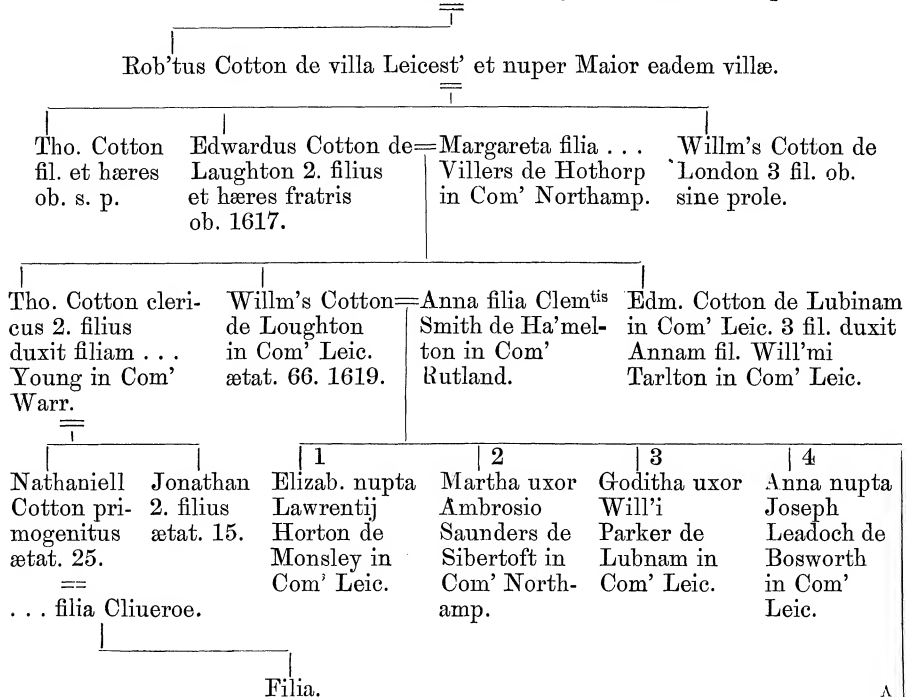 Rob'tus Cotton de villa Leicest' et nuper Maior eadem villæ.
Tho. Cotton
fil. et hæres
ob. s. p.
Edwardus Cotton de
Laughton 2. filius
et hæres fratris
ob. 1617.
Margareta filia . . .
Villers de Hothorp
in Com' Northamp.
Willm's Cotton de
London 3 fil. ob.
sine prole.
Tho. Cotton cleri-
cus 2. filius
duxit filiam . . .
Young in Com'
Warr.
Willm's Cotton
de Loughton
in Com' Leic.
ætat. 66. 1619.
Anna filia Clemtis
Smith de Ha'mel-
ton in Com'
Rutland.
Edm. Cotton de Lubinam
in Com' Leic. 3 fil. duxit
Annam fil. Will'mi
Tarlton in Com' Leic.
Nathaniell
Cotton pri-
mogenitus
ætat. 25.
. . . filia Cliueroe.
Jonathan
2. filius
ætat. 15.
1
Elizab. nupta
Lawrentij
Horton de
Monsley in
Com' Leic.
2
Martha uxor
Ambrosio
Saunders de
Sibertoft in
Com' North-
amp.
3
Goditha uxor
Will'i
Parker de
Lubnam in
Com' Leic.
4
Anna nupta
Joseph
Leadoch de
Bosworth
in Com'
Leic.
Filia.
A